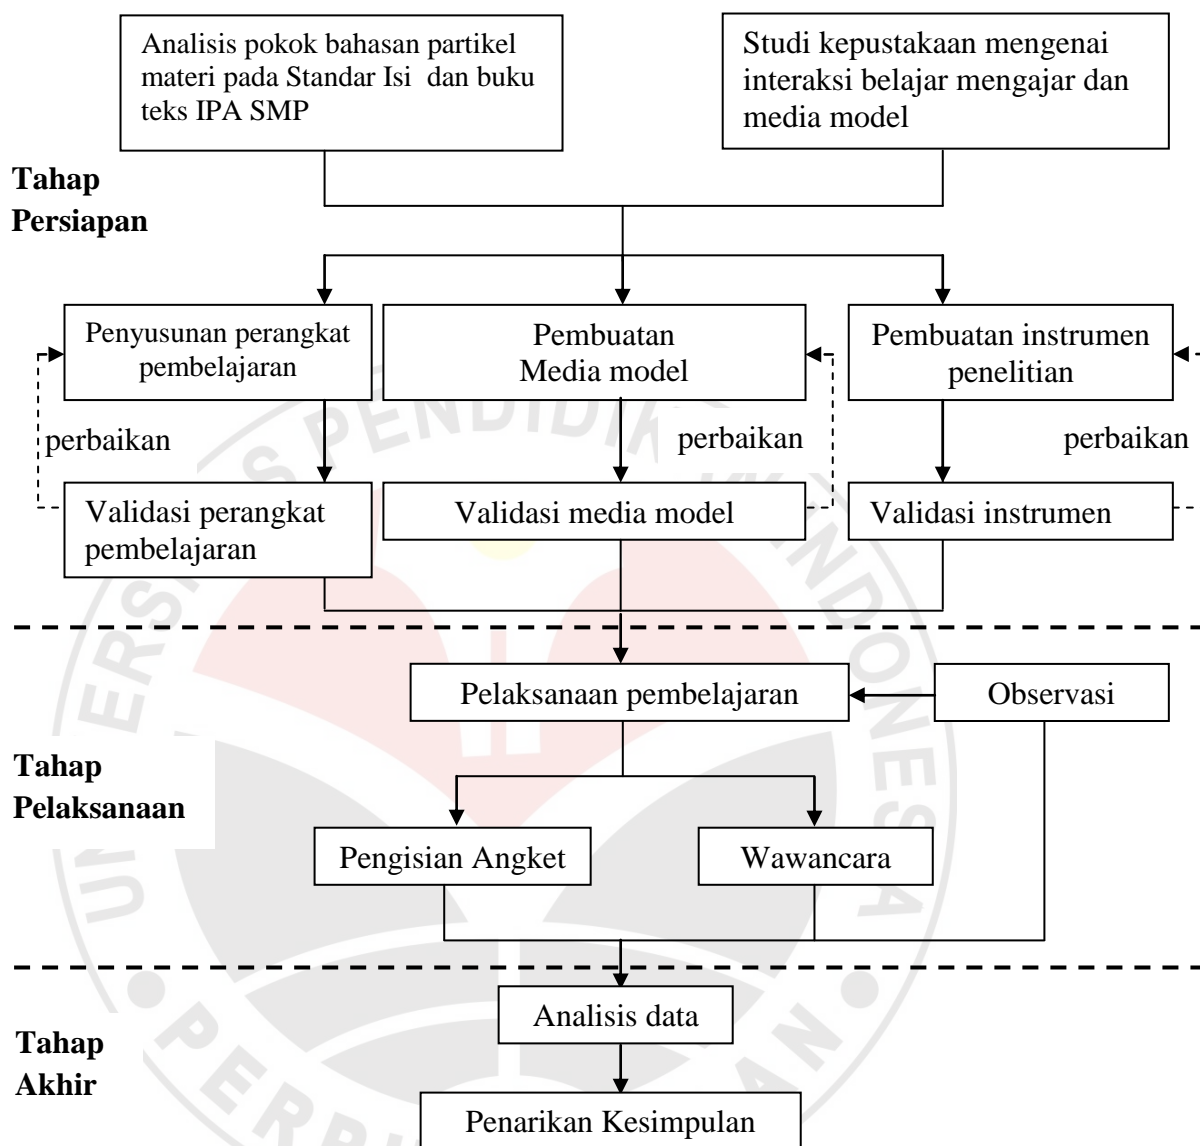 Analisis pokok bahasan partikel
materi pada Standar Isi dan buku
teks IPA SMP
Studi kepustakaan mengenai
interaksi belajar mengajar dan
media model
Tahap
Persiapan
Penyusunan perangkat
pembelajaran
Pembuatan
Media model
Pembuatan instrumen
penelitian
perbaikan
perbaikan
perbaikan
Validasi perangkat
pembelajaran
Validasi media model
Validasi instrumen
Pelaksanaan pembelajaran
Observasi
Tahap
Pelaksanaan
Pengisian Angket
Wawancara
Analisis data
Tahap
Akhir
Penarikan Kesimpulan